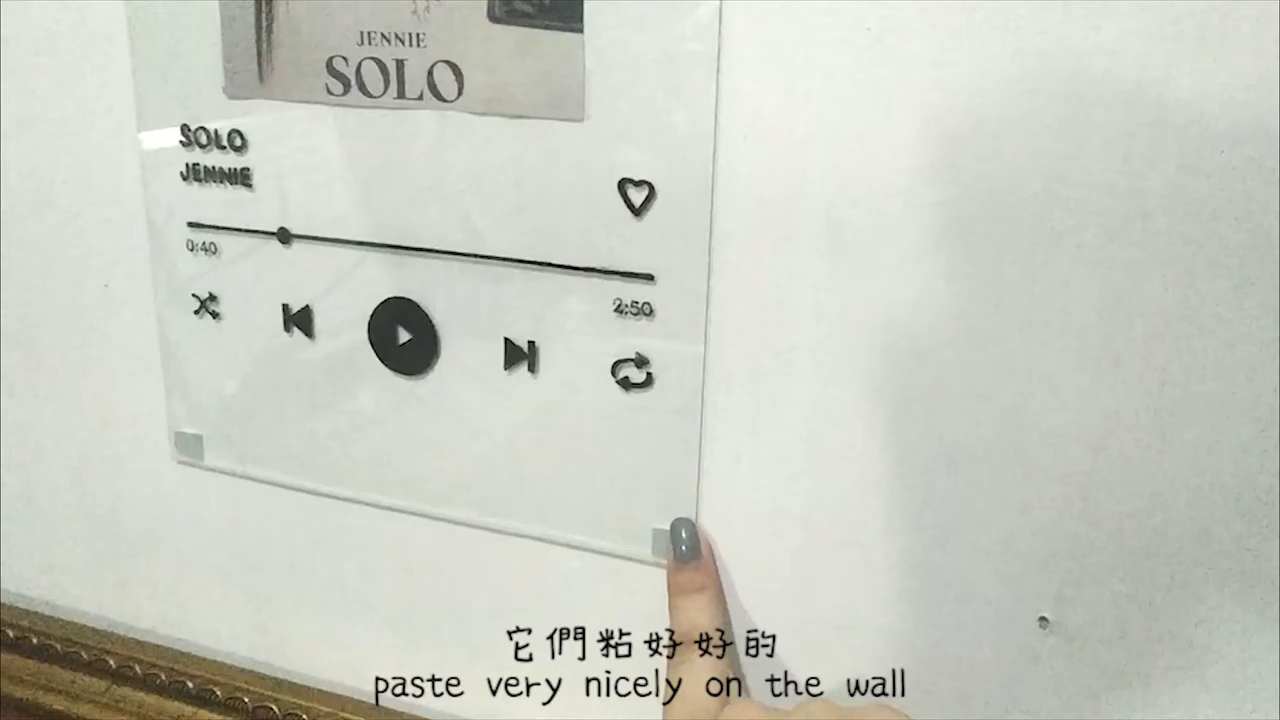 JENNIE
SOLO
SOLO
JENNIE
0:40
2:50
它們粘好好的
paste very nicely on the wall